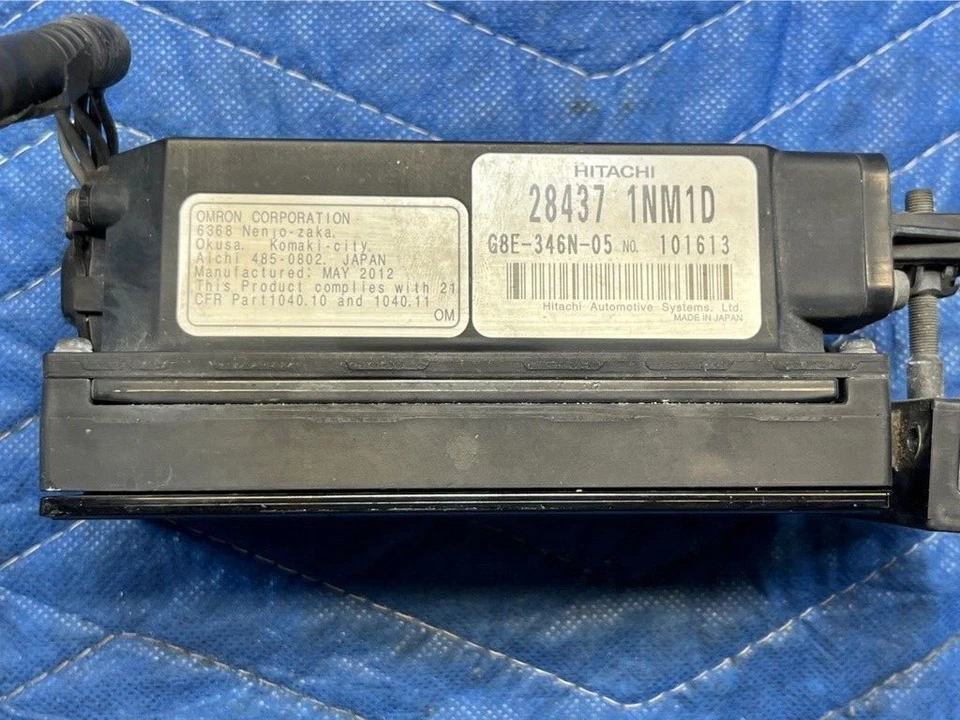 OMRON CORPORATION
6368 Nenjo-zaka.
Okusa. Komaki-city.
Aichi 485-0802. JAPAN
Manufactured: MAY 2012
This Product complies with 21
CFR Part1040.10 and 1040.11
OM
HITACHI
28437 1NM1D
G8E-346N-05 NO. 101613
Hitachi Automotive Systems. Ltd.
MADE IN JAPAN